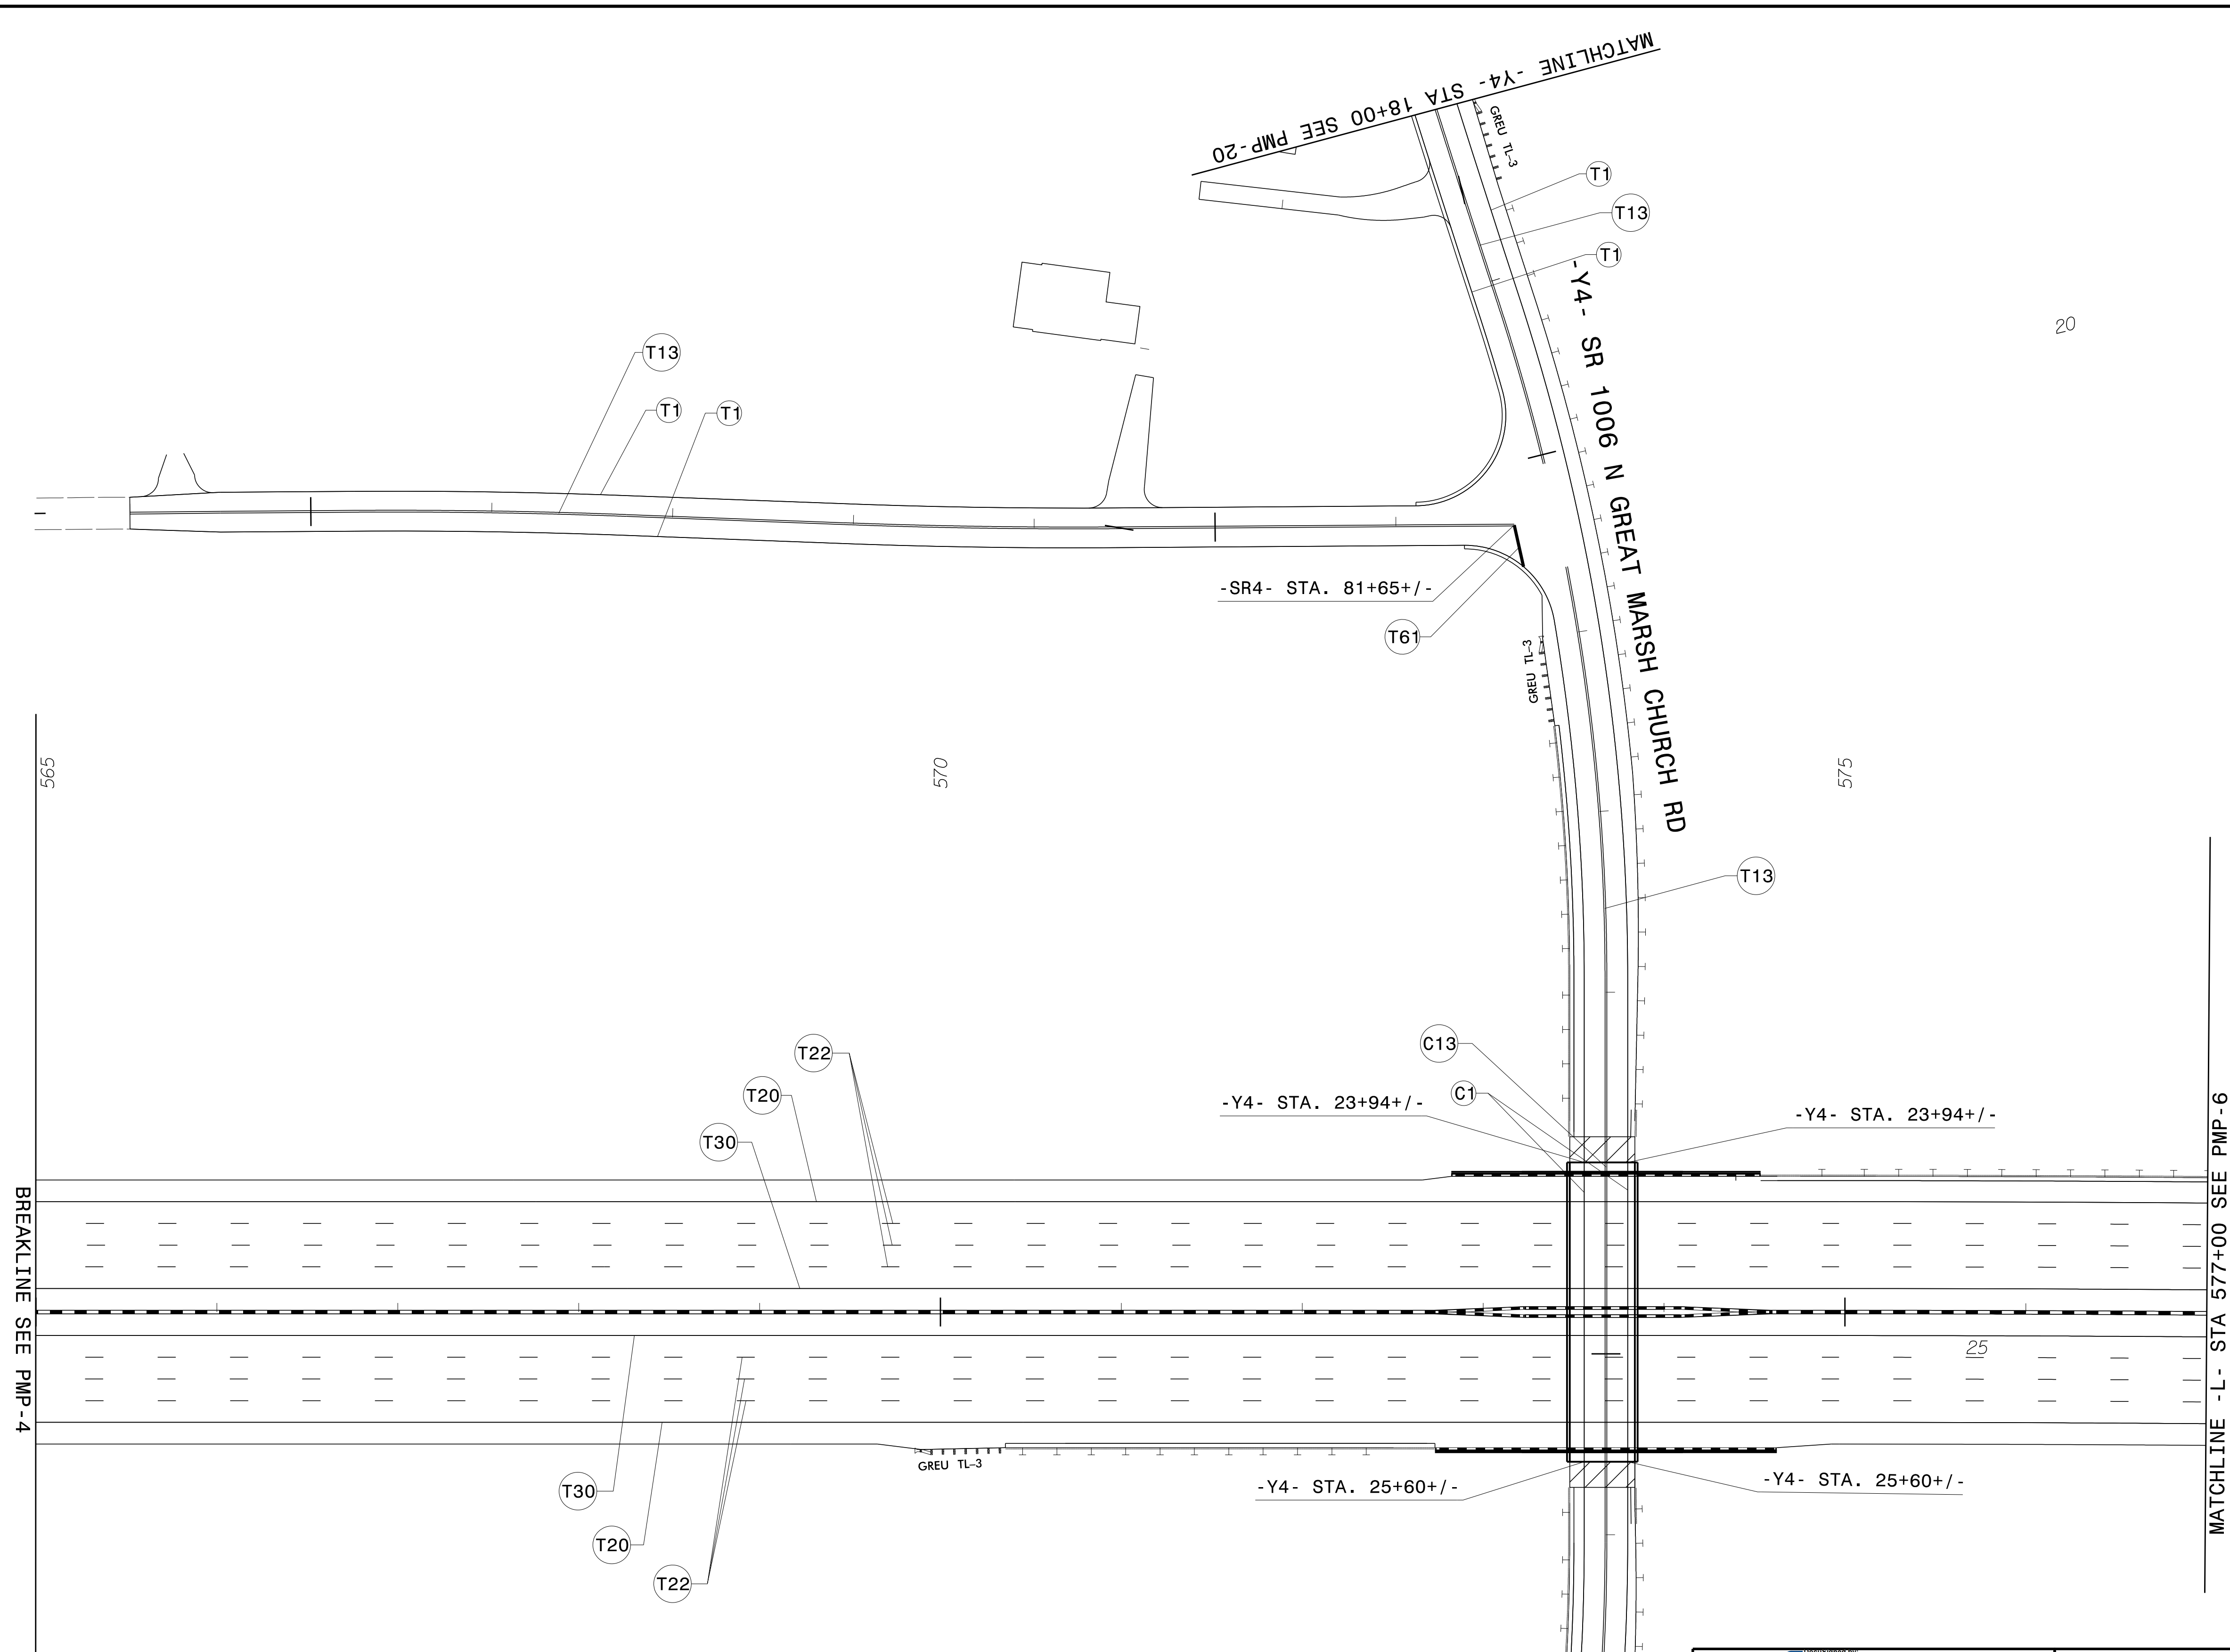 MATCHLINE -Y4- STA 18+00 SEE PMP-20
GREU TL-3
T1
T13
T1
-Y4- SR 1006 N GREAT MARSH CHURCH RD
20
T13
T1
T1
-SR4- STA. 81+65+/-
T61
GREU TL-3
565
570
575
T13
C13
T22
C1
T20
-Y4- STA. 23+94+/-
-Y4- STA. 23+94+/-
T30
BREAKLINE SEE PMP-4
MATCHLINE -L- STA 577+00 SEE PMP-6
25
GREU TL-3
-Y4- STA. 25+60+/-
-Y4- STA. 25+60+/-
T30
T20
T22